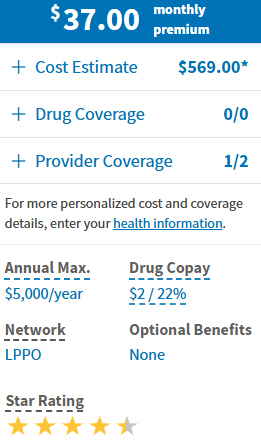 $37.00 monthly premium
+ Cost Estimate $569.00*
+ Drug Coverage 0/0
+ Provider Coverage 1/2
For more personalized cost and coverage
details, enter your health information.
Annual Max. Drug Copay
$5,000/year $2 / 22%
Network Optional Benefits
LPPO None
Star Rating